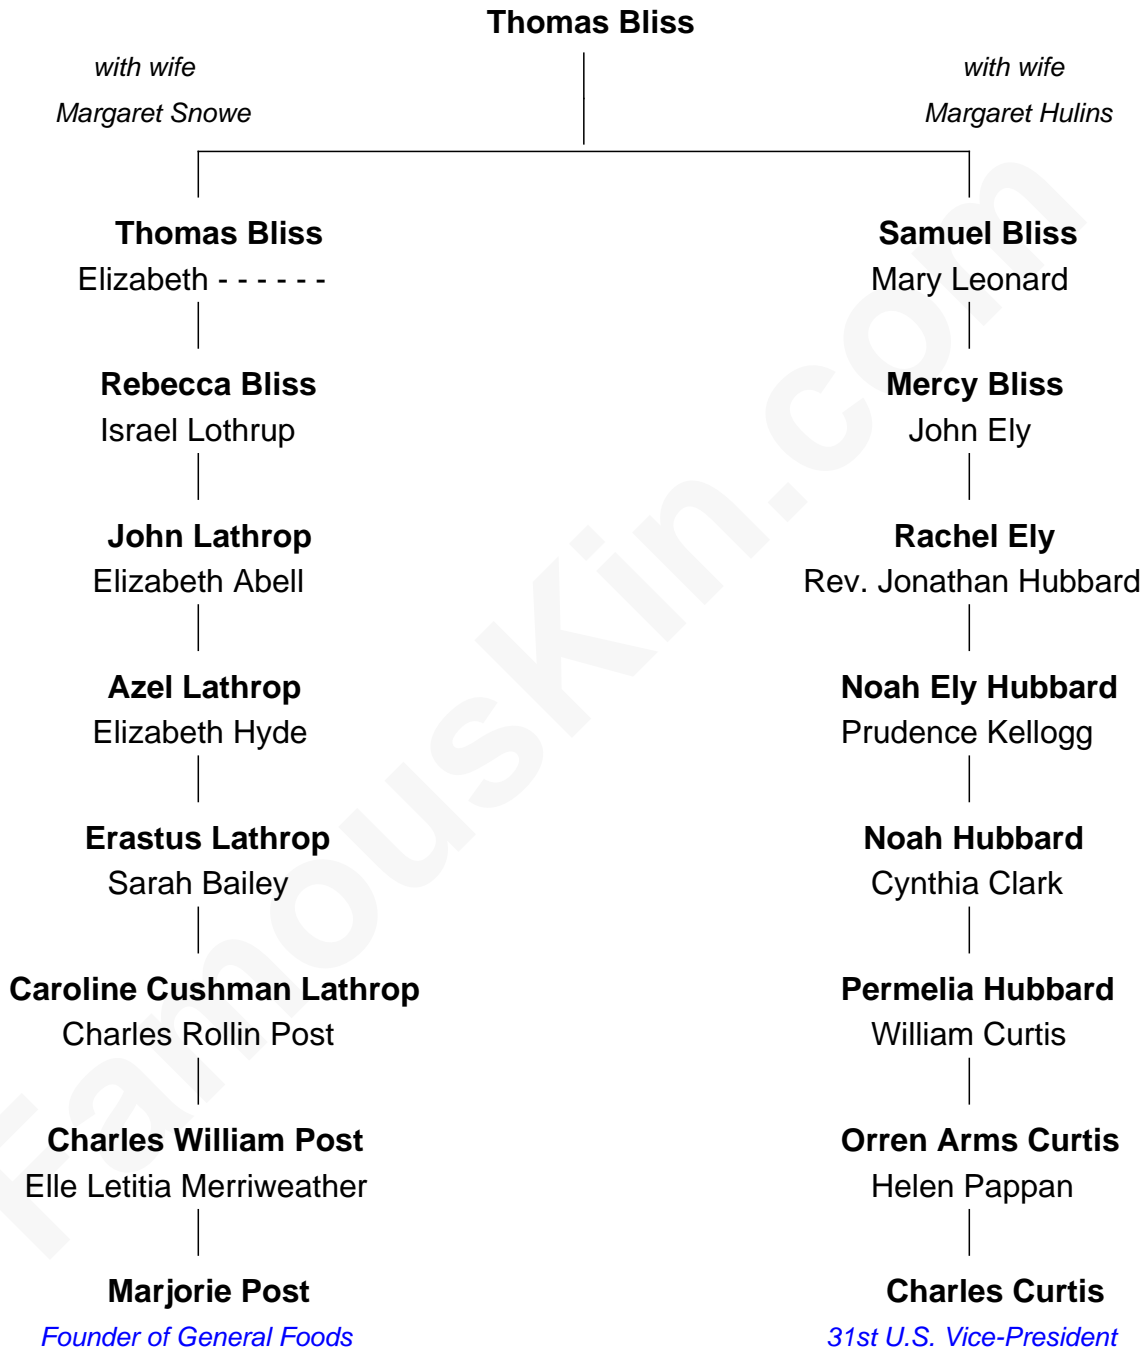 Thomas Bliss
with wife
Margaret Snowe
with wife
Margaret Hulins
Thomas Bliss
Elizabeth - - - - - -
Samuel Bliss
Mary Leonard
Rebecca Bliss
Israel Lothrup
Mercy Bliss
John Ely
John Lathrop
Elizabeth Abell
Rachel Ely
Rev. Jonathan Hubbard
Azel Lathrop
Elizabeth Hyde
Noah Ely Hubbard
Prudence Kellogg
Erastus Lathrop
Sarah Bailey
Noah Hubbard
Cynthia Clark
Caroline Cushman Lathrop
Charles Rollin Post
Permelia Hubbard
William Curtis
Charles William Post
Elle Letitia Merriweather
Orren Arms Curtis
Helen Pappan
Marjorie Post
Founder of General Foods
Charles Curtis
31st U.S. Vice-President
FamousKin.com